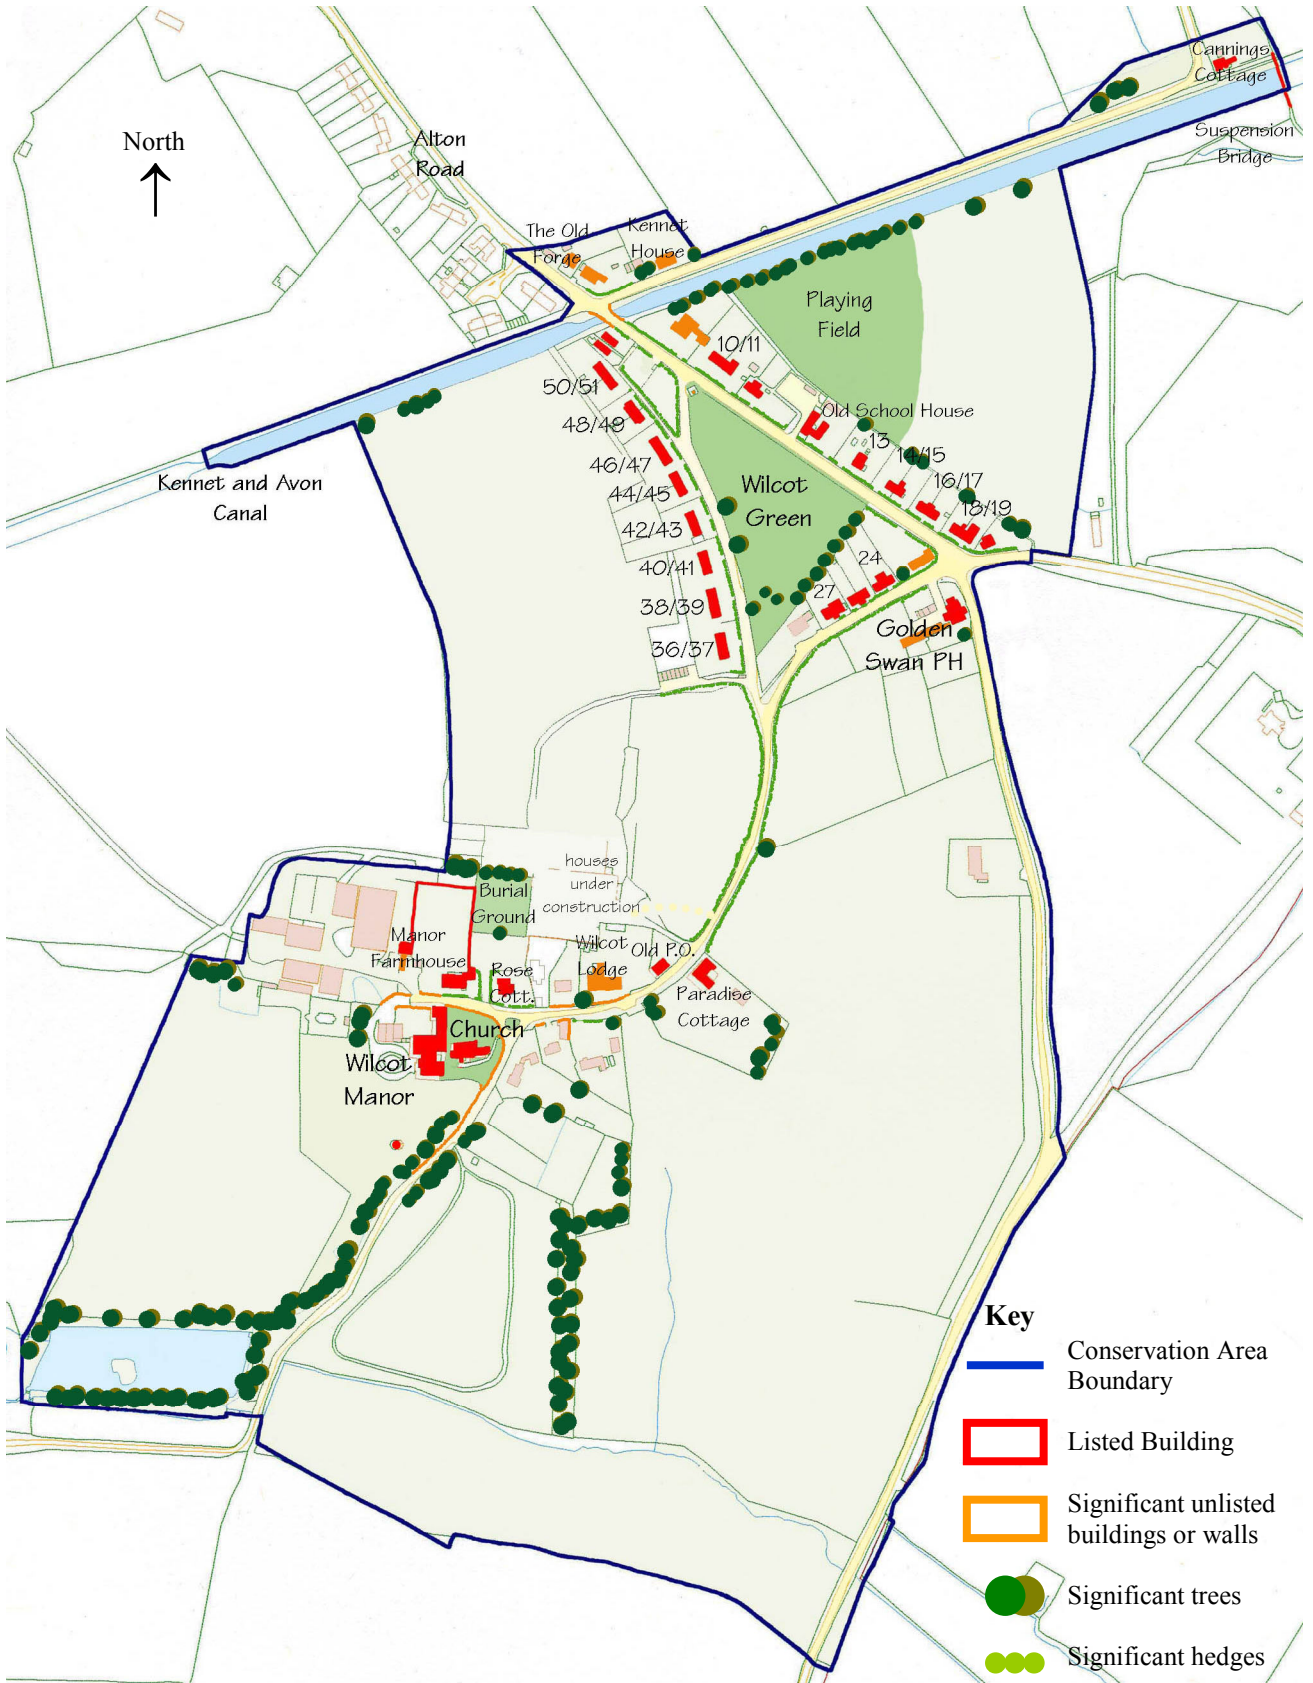 Cannings
Cottage
North
Alton
Road
Suspension
Bridge
The Old
Forge
Kennet
House
Playing
Field
10/11
50/51
Old School House
48/49
13
14/15
46/47
16/17
Kennet and Avon
Canal
44/45
Wilcot
Green
18/19
42/43
24
40/41
27
38/39
Golden
Swan PH
36/37
houses
under
construction
Burial
Ground
Manor
Farmhouse
Wilcot
Lodge
Old P.O.
Rose
Cott.
Paradise
Cottage
Church
Wilcot
Manor
Key
Conservation Area
Boundary
Listed Building
Significant unlisted
buildings or walls
Significant trees
Significant hedges